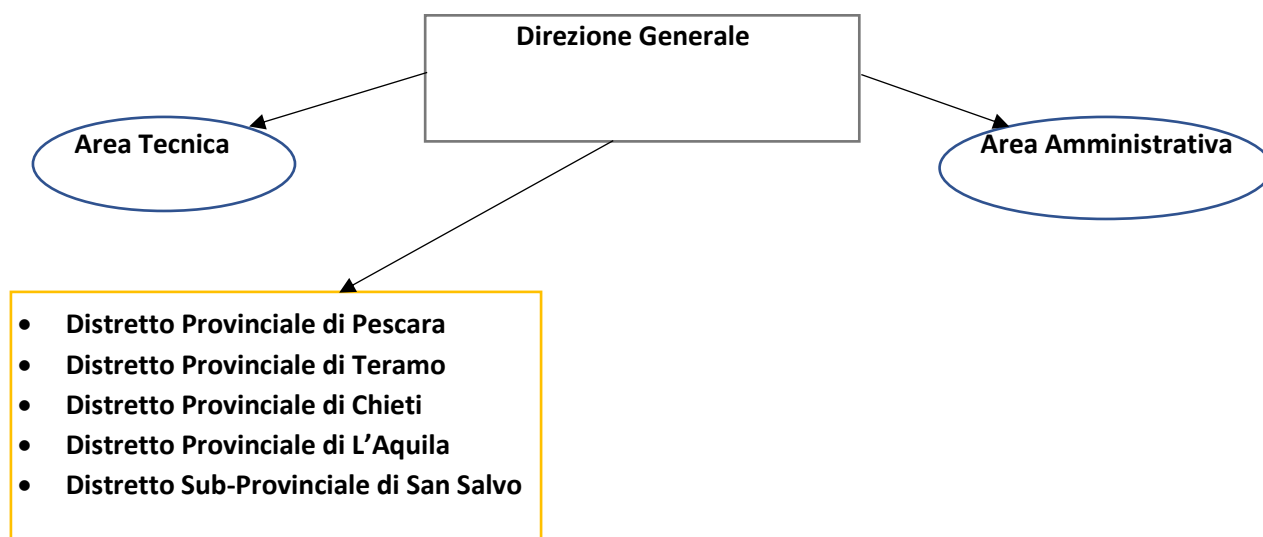 Direzione Generale
Area Tecnica
Area Amministrativa
• Distretto Provinciale di Pescara
• Distretto Provinciale di Teramo
• Distretto Provinciale di Chieti
• Distretto Provinciale di L’Aquila
• Distretto Sub-Provinciale di San Salvo